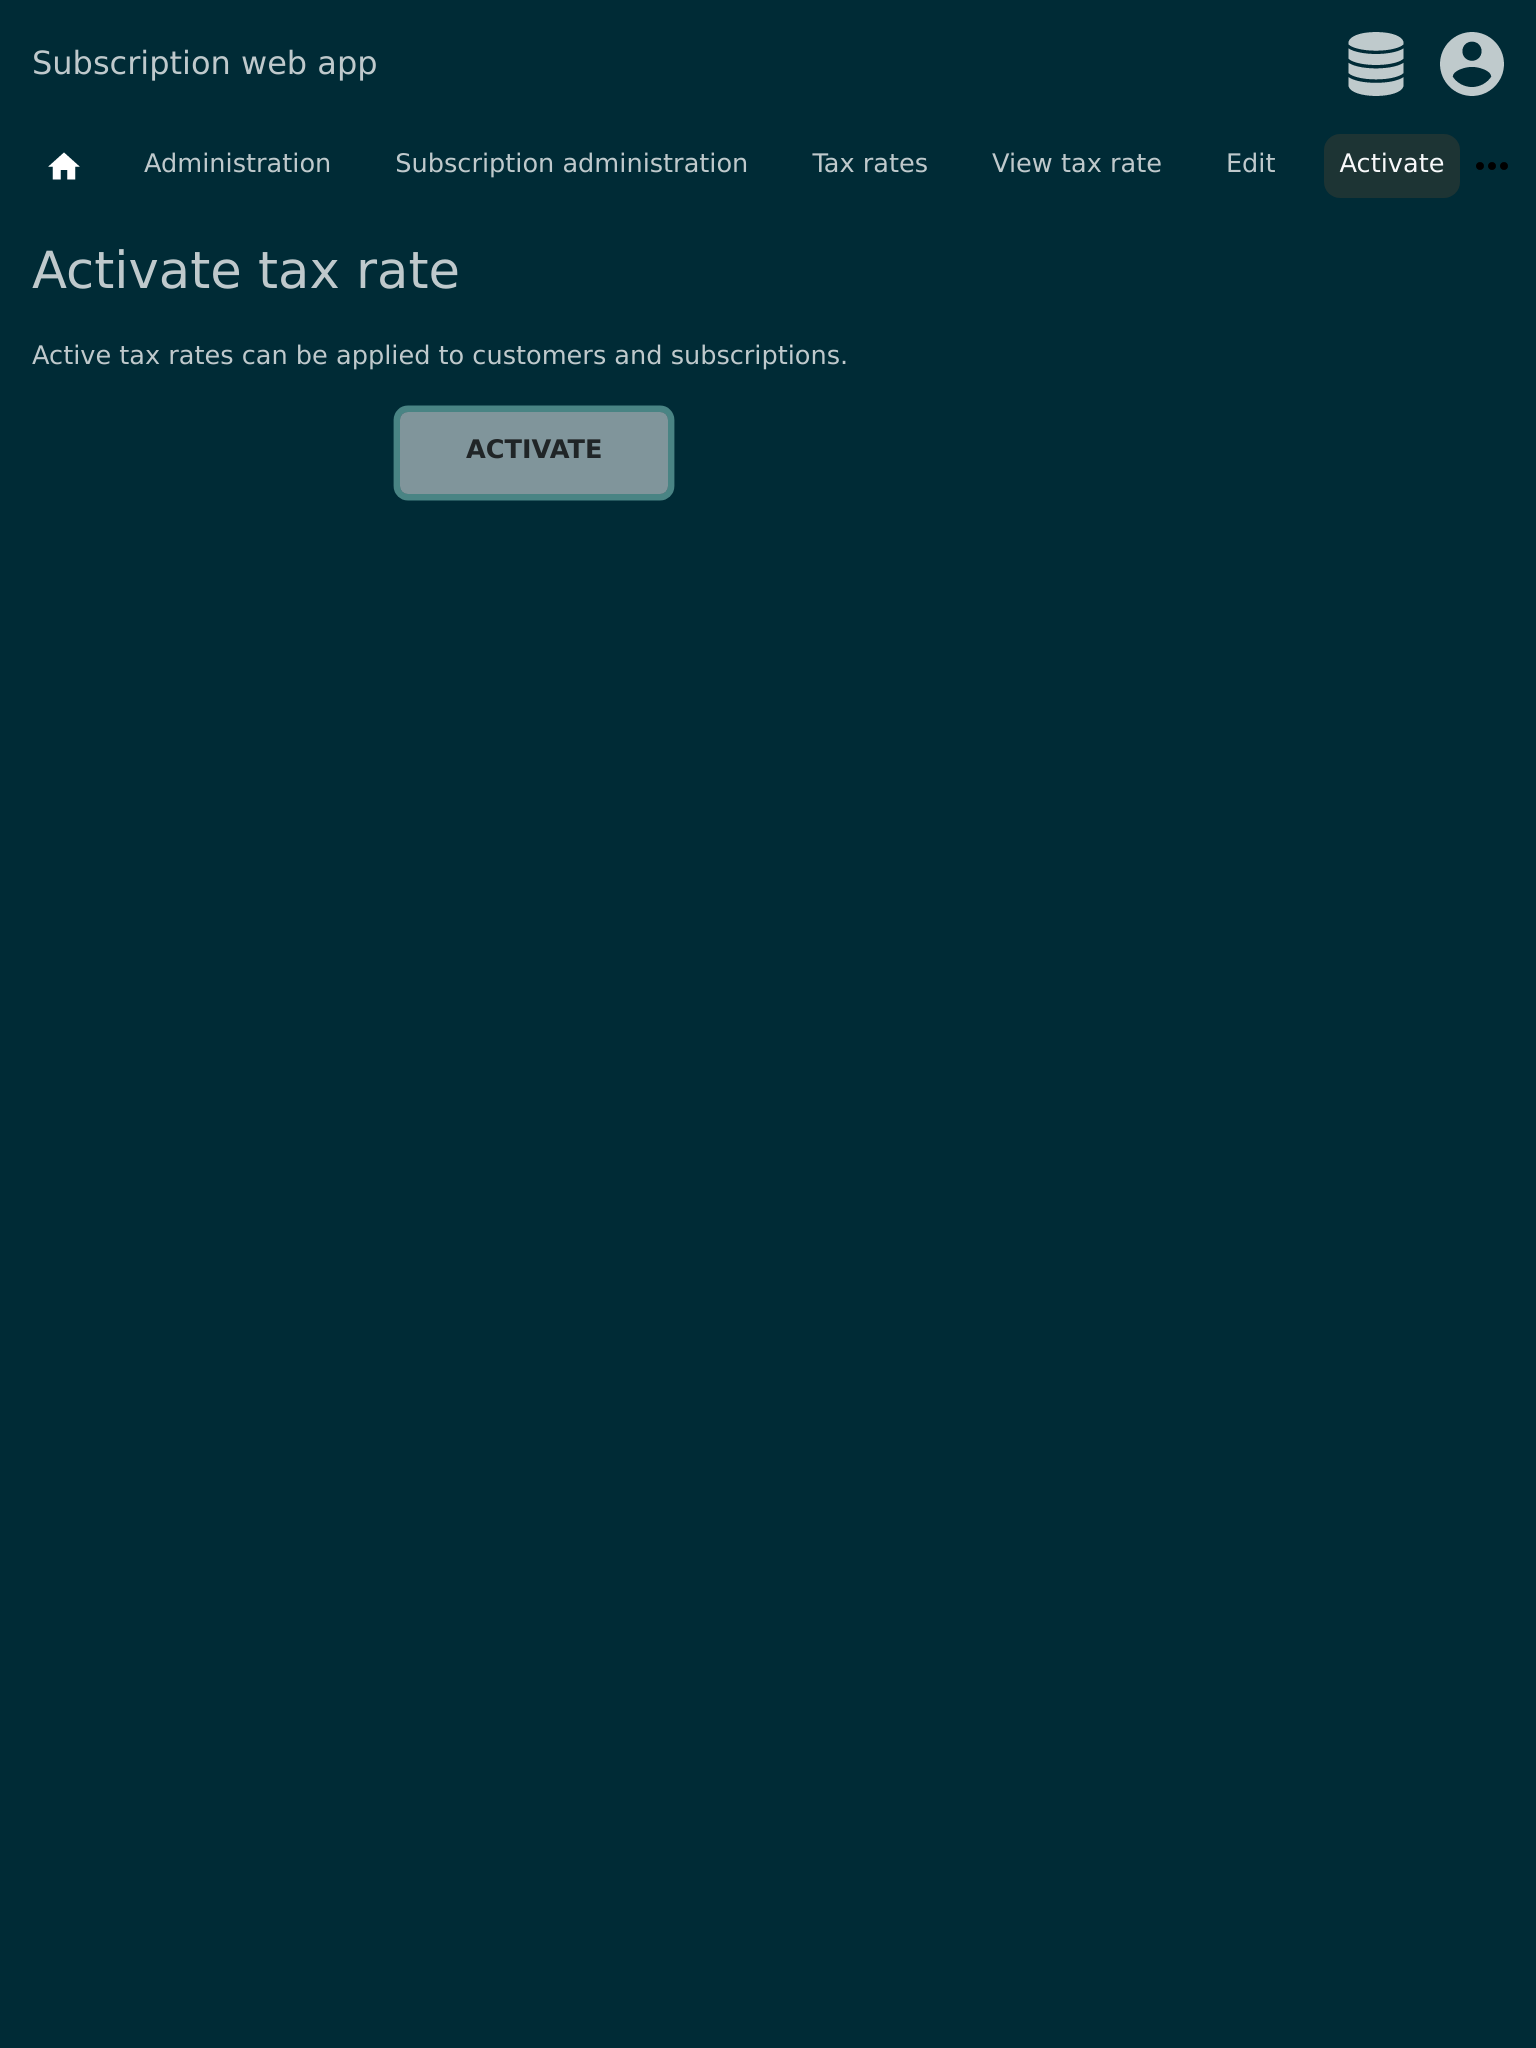 Subscription web app
Administration Subscription administration Tax rates View tax rate Edit Activate
Activate tax rate
Active tax rates can be applied to customers and subscriptions.
ACTIVATE